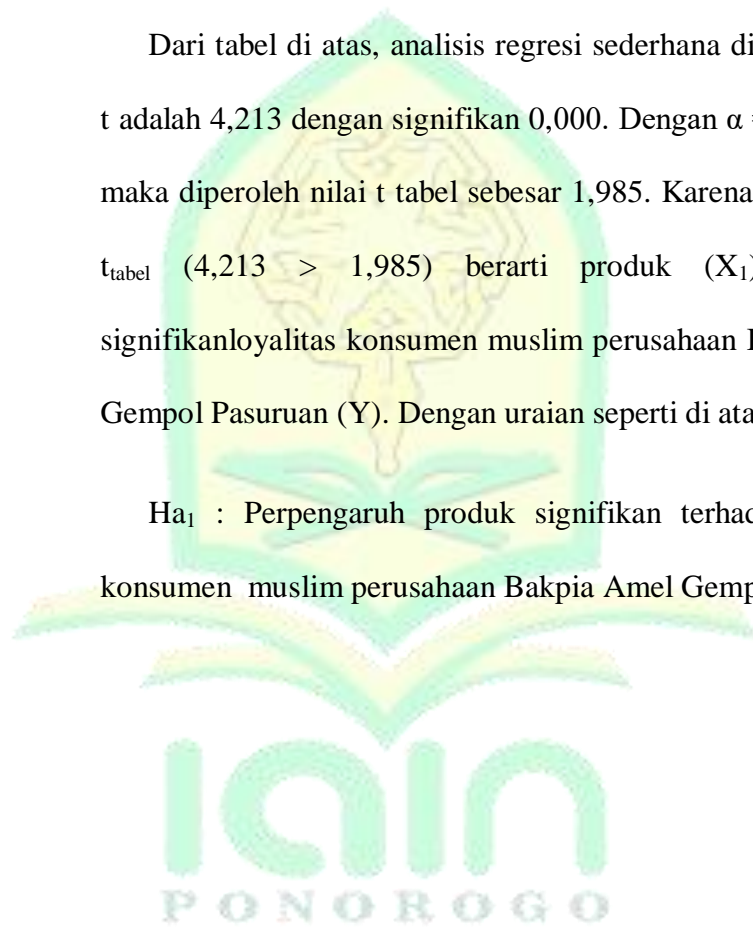 Dari tabel di atas, analisis regresi sederhana di
t adalah 4,213 dengan signifikan 0,000. Dengan α
maka diperoleh nilai t tabel sebesar 1,985. Karena
t_tabel (4,213 > 1,985) berarti produk (X₁)
signifikanloyalitas konsumen muslim perusahaan
Gempol Pasuruan (Y). Dengan uraian seperti di ata
Ha₁ : Perpengaruh produk signifikan terhad
konsumen muslim perusahaan Bakpia Amel Gemp
iain
PONOROGO